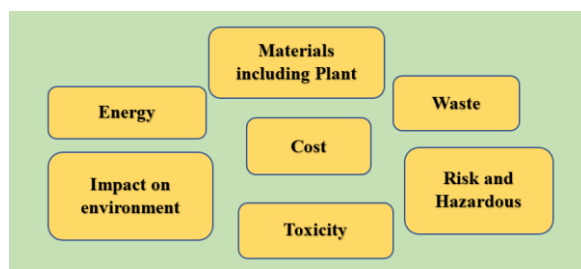 Materials
including Plant
Energy
Waste
Cost
Impact on
environment
Risk and
Hazardous
Toxicity